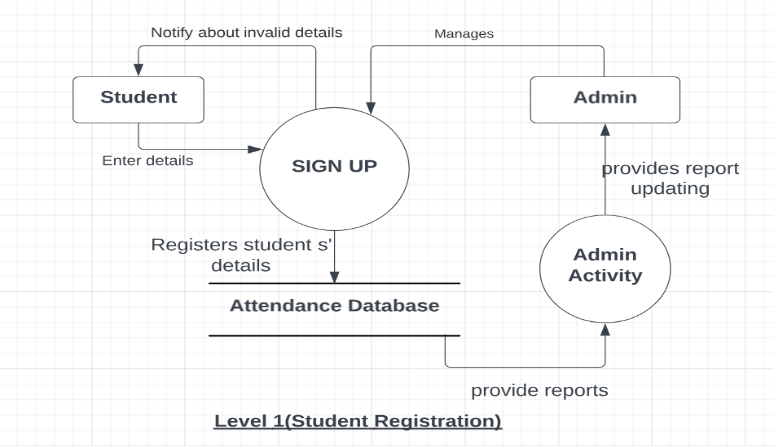 Notify about invalid details
Manages
Student
Admin
Enter details
SIGN UP
provides report
updating
Registers student s'
details
Admin
Activity
Attendance Database
provide reports
Level 1(Student Registration)